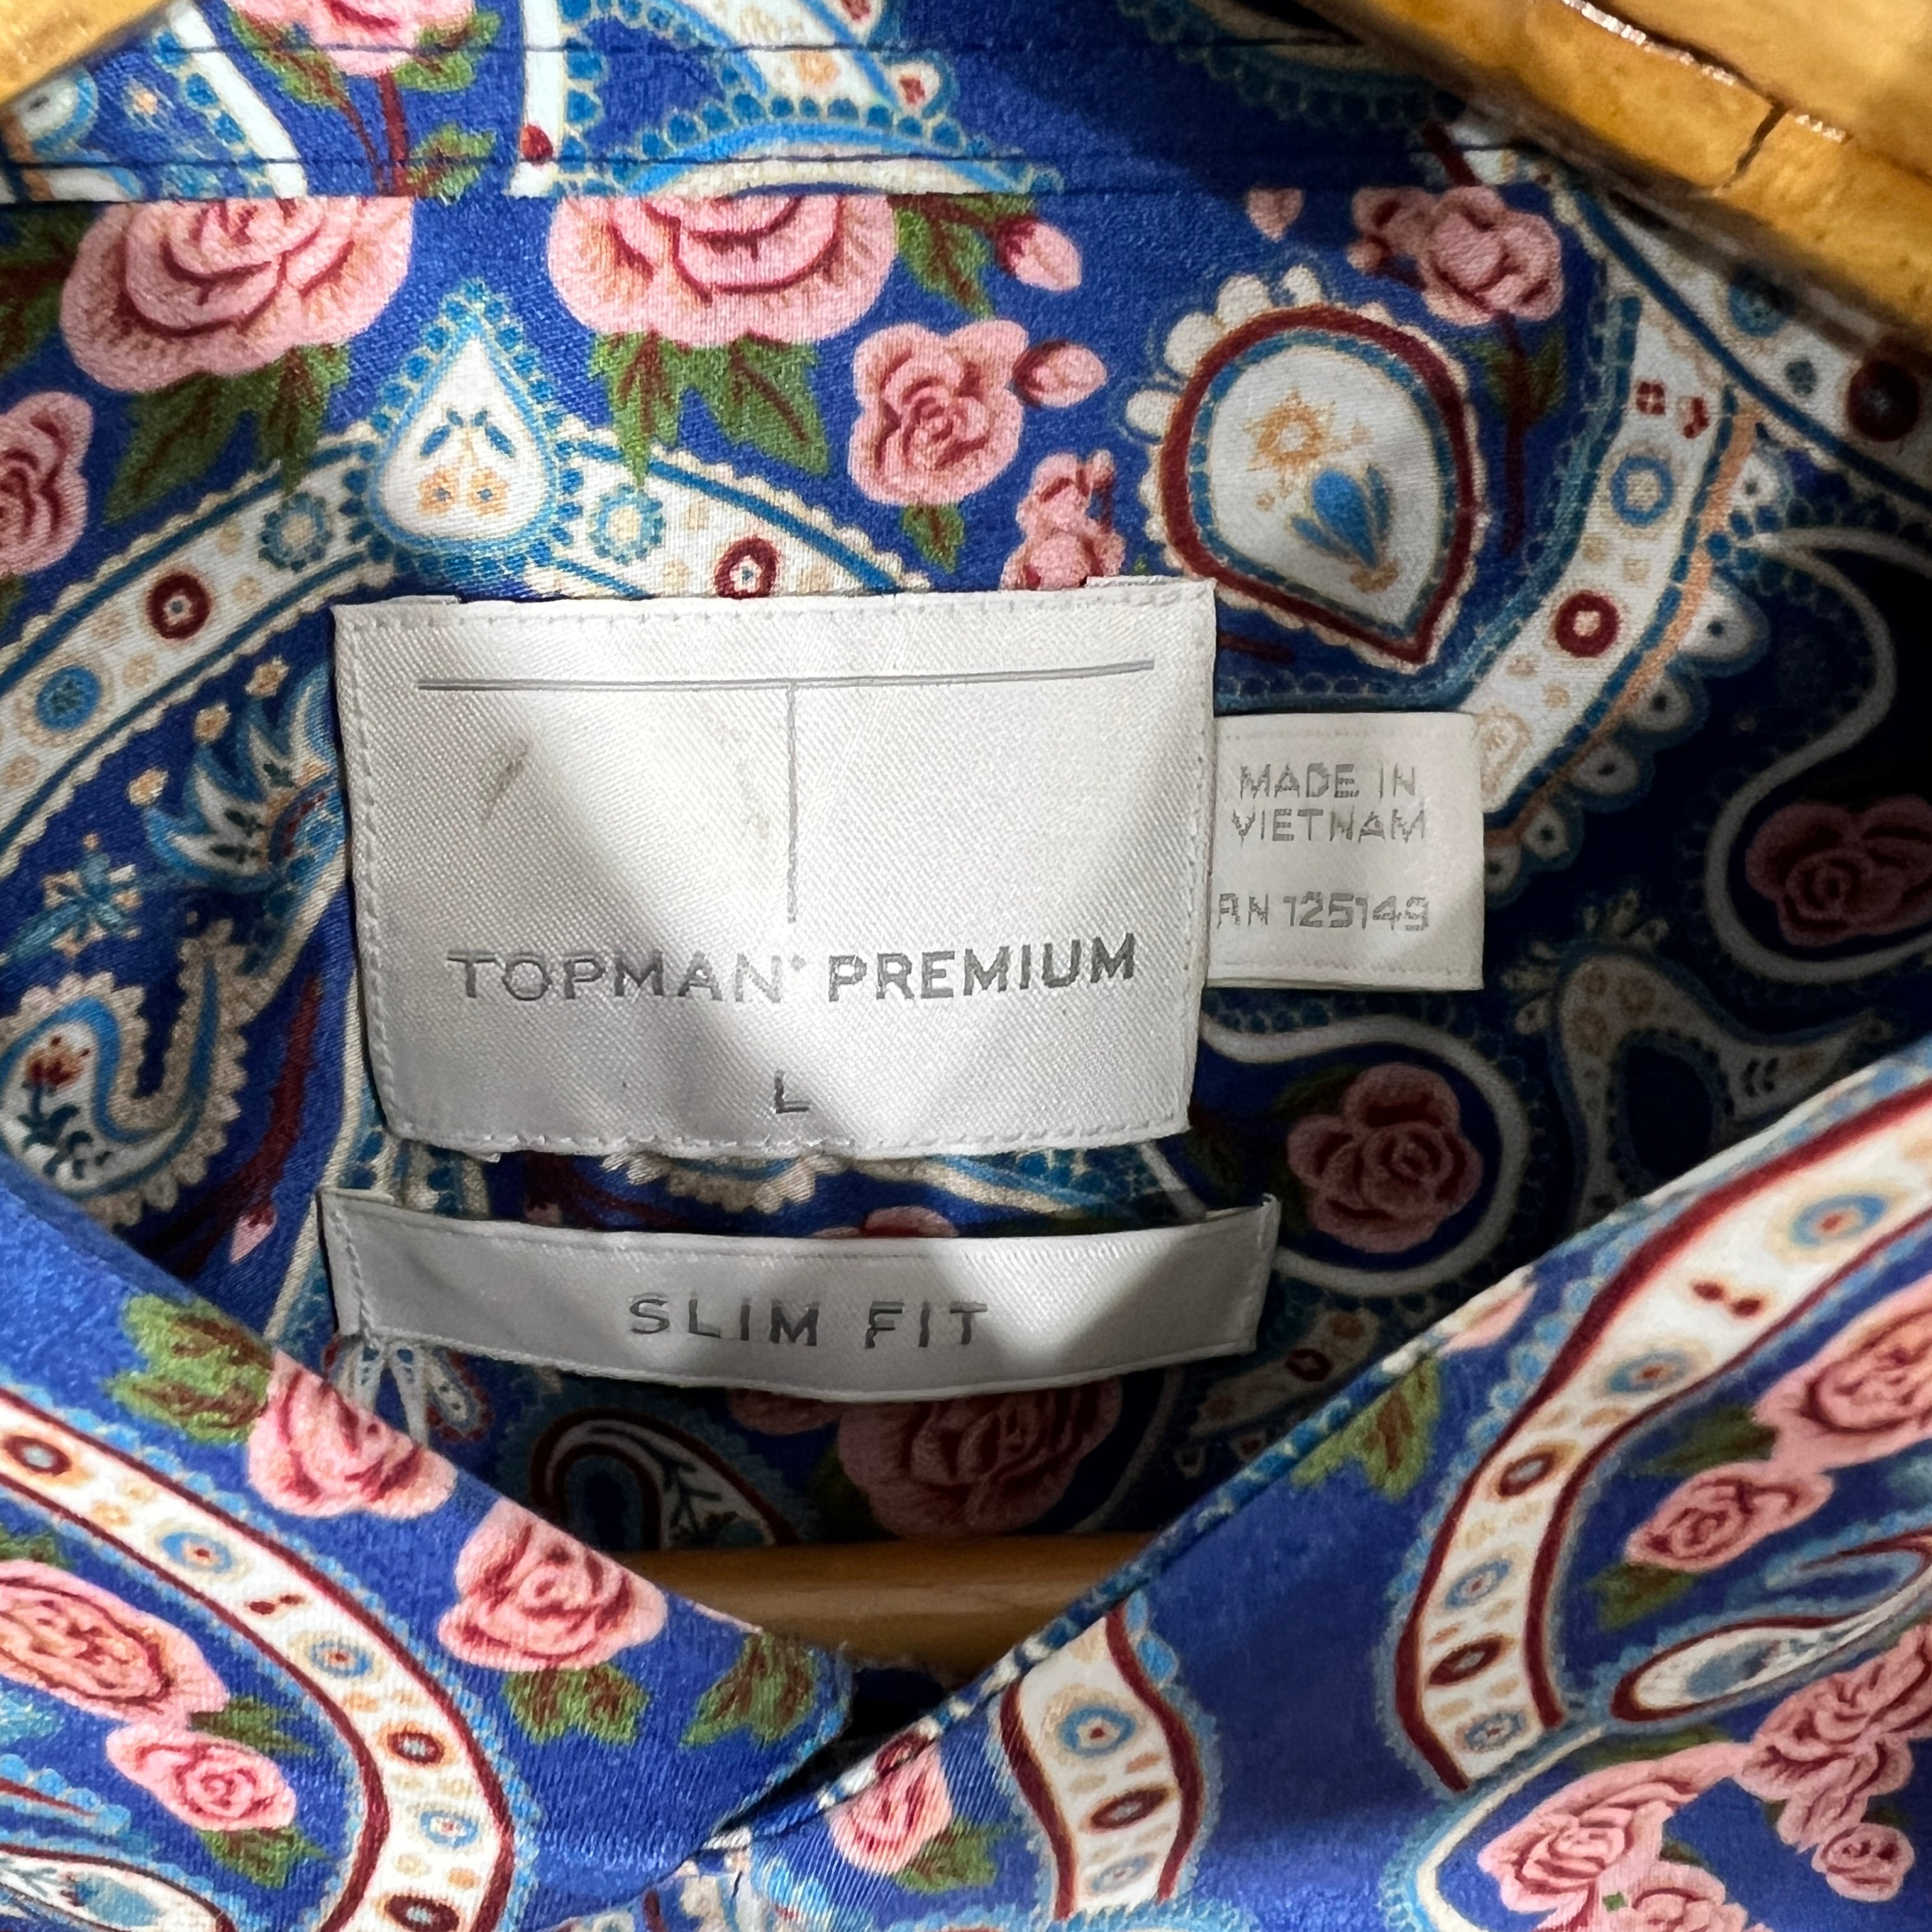 TOPMAN PREMIUM
L
MADE IN
VIETNAM
RN 125149
SLIM FIT